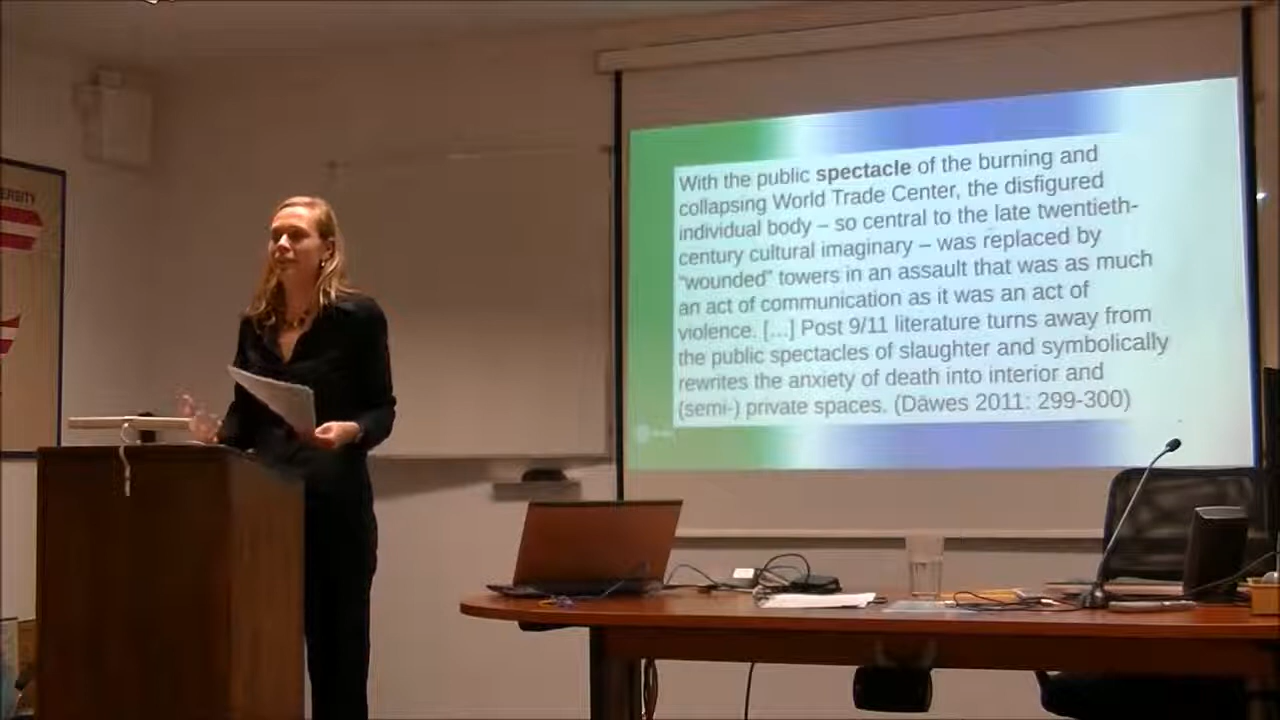 ERSITY
With the public spectacle of the burning and
collapsing World Trade Center, the disfigured
individual body – so central to the late twentieth-
century cultural imaginary – was replaced by
“wounded” towers in an assault that was as much
an act of communication as it was an act of
violence. [...] Post 9/11 literature turns away from
the public spectacles of slaughter and symbolically
rewrites the anxiety of death into interior and
(semi-) private spaces. (Däwes 2011: 299-300)